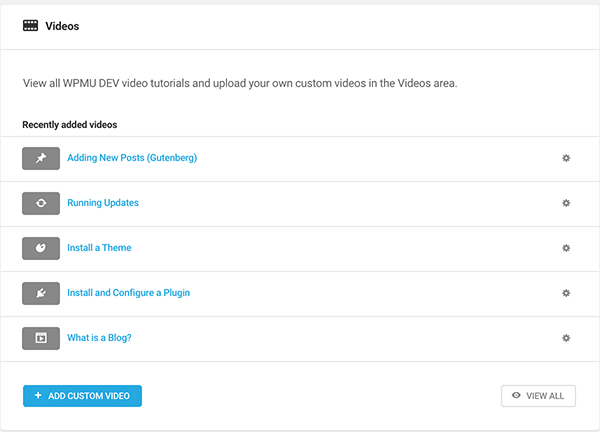 Videos
View all WPMU DEV video tutorials and upload your own custom videos in the Videos area.
Recently added videos
Adding New Posts (Gutenberg)
Running Updates
Install a Theme
Install and Configure a Plugin
What is a Blog?
+ ADD CUSTOM VIDEO
VIEW ALL